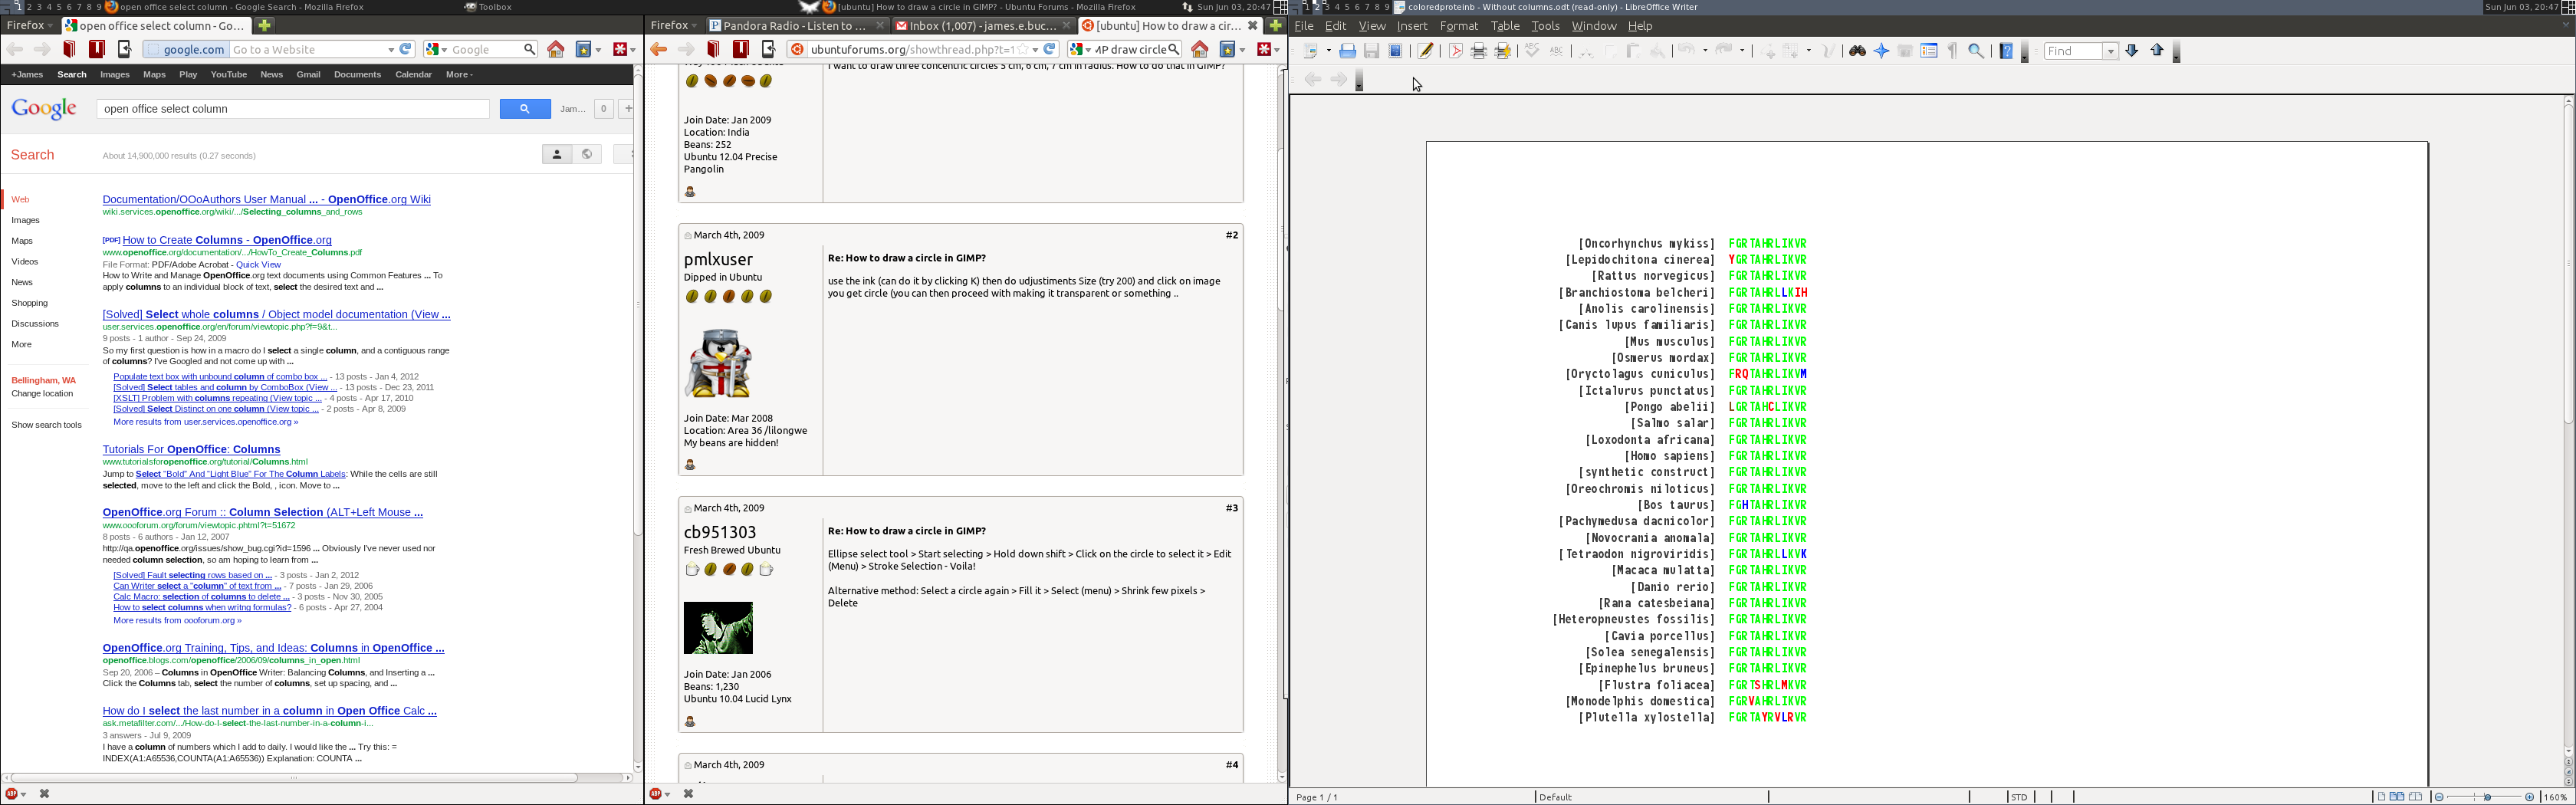 1 2 3 4 5 6 7 8 9 open office select column - Google Search - Mozilla Firefox
Toolbox
Firefox
open office select column - Go...
google.com
Go to a Website
Google
+James Search Images Maps Play YouTube News Gmail Documents Calendar More
Google
open office select column
Jam...
0
+
Search
About 14,900,000 results (0.27 seconds)
Web
Images
Maps
Videos
News
Shopping
Discussions
More
Bellingham, WA
Change location
Show search tools
Documentation/OOoAuthors User Manual ... - OpenOffice.org Wiki
wiki.services.openoffice.org/wiki/.../Selecting_columns_and_rows
[PDF] How to Create Columns - OpenOffice.org
www.openoffice.org/documentation/.../HowTo_Create_Columns.pdf
File Format: PDF/Adobe Acrobat - Quick View
How to Write and Manage OpenOffice.org text documents using Common Features ... To
apply columns to an individual block of text, select the desired text and ...
[Solved] Select whole columns / Object model documentation (View ...
user.services.openoffice.org/en/forum/viewtopic.php?f=9&t...
9 posts - 1 author - Sep 24, 2009
So my first question is how in a macro do I select a single column, and a contiguous range
of columns? I've Googled and not come up with ...
Populate text box with unbound column of combo box ... - 13 posts - Jan 4, 2012
[Solved] Select tables and column by ComboBox (View ... - 13 posts - Dec 23, 2011
[XSLT] Problem with columns repeating (View topic ... - 4 posts - Apr 17, 2010
[Solved] Select Distinct on one column (View topic ... - 2 posts - Apr 8, 2009
More results from user.services.openoffice.org »
Tutorials For OpenOffice: Columns
www.tutorialsforopenoffice.org/tutorial/Columns.html
Jump to Select "Bold" And "Light Blue" For The Column Labels: While the cells are still
selected, move to the left and click the Bold, , icon. Move to ...
OpenOffice.org Forum :: Column Selection (ALT+Left Mouse ...
www.oooforum.org/forum/viewtopic.phtml?t=51672
8 posts - 6 authors - Jan 12, 2007
http://qa.openoffice.org/issues/show_bug.cgi?id=1596 ... Obviously I've never used nor
needed column selection, so am hoping to learn from ...
[Solved] Fault selecting rows based on ... - 3 posts - Jan 2, 2012
Can Writer select a "column" of text from ... - 7 posts - Jan 29, 2006
Calc Macro: selection of columns to delete ... - 3 posts - Nov 30, 2005
How to select columns when writng formulas? - 6 posts - Apr 27, 2004
More results from oooforum.org »
OpenOffice.org Training, Tips, and Ideas: Columns in OpenOffice ...
openoffice.blogs.com/openoffice/2006/09/columns_in_open.html
Sep 20, 2006 – Columns in OpenOffice Writer: Balancing Columns, and Inserting a ...
Click the Columns tab, select the number of columns, set up spacing, and ...
How do I select the last number in a column in Open Office Calc ...
ask.metafilter.com/.../How-do-I-select-the-last-number-in-a-column-i...
3 answers - Jul 9, 2009
I have a column of numbers which I add to daily. I would like the ... Try this: =
INDEX(A1:A65536,COUNTA(A1:A65536)) Explanation: COUNTA ...
ABP
[ubuntu] How to draw a circle in GIMP? - Ubuntu Forums - Mozilla Firefox
Sun Jun 03, 20:47
Firefox
Pandora Radio - Listen to ...
Inbox (1,007) - james.e.buc...
[ubuntu] How to draw a cir...
ubuntuforums.org/showthread.php?t=1
MP draw circle
I want to draw three concentric circles 5 cm, 6 cm, 7 cm in radius. How to do that in GIMP?
Join Date: Jan 2009
Location: India
Beans: 252
Ubuntu 12.04 Precise
Pangolin
March 4th, 2009
#2
pmlxuser
Dipped in Ubuntu
Join Date: Mar 2008
Location: Area 36 /lilongwe
My beans are hidden!
Re: How to draw a circle in GIMP?
use the ink (can do it by clicking K) then do udjustiments Size (try 200) and click on image
you get circle (you can then proceed with making it transparent or something ..
March 4th, 2009
#3
cb951303
Fresh Brewed Ubuntu
Join Date: Jan 2006
Beans: 1,230
Ubuntu 10.04 Lucid Lynx
Re: How to draw a circle in GIMP?
Ellipse select tool > Start selecting > Hold down shift > Click on the circle to select it > Edit
(Menu) > Stroke Selection - Voila!
Alternative method: Select a circle again > Fill it > Select (menu) > Shrink few pixels >
Delete
March 4th, 2009
#4
ABP
1 2 3 4 5 6 7 8 9 coloredproteinb - Without columns.odt (read-only) - LibreOffice Writer
Sun Jun 03, 20:47
File Edit View Insert Format Table Tools Window Help
Find
[Oncorhynchus mykiss] FGRTAHRLIKVR
[Lepidochitona cinerea] YGRTAHRLIKVR
[Rattus norvegicus] FGRTAHRLIKVR
[Branchiostoma belcheri] FGRTAHRLLKIH
[Anolis carolinensis] FGRTAHRLIKVR
[Canis lupus familiaris] FGRTAHRLIKVR
[Mus musculus] FGRTAHRLIKVR
[Osmerus mordax] FGRTAHRLIKVR
[Oryctolagus cuniculus] FRQTAHRLIKVM
[Ictalurus punctatus] FGRTAHRLIKVR
[Pongo abelii] LGRTAHCLIKVR
[Salmo salar] FGRTAHRLIKVR
[Loxodonta africana] FGRTAHRLIKVR
[Homo sapiens] FGRTAHRLIKVR
[synthetic construct] FGRTAHRLIKVR
[Oreochromis niloticus] FGRTAHRLIKVR
[Bos taurus] FGHTAHRLIKVR
[Pachymedusa dacnicolor] FGRTAHRLIKVR
[Novocrania anomala] FGRTAHRLIKVR
[Tetraodon nigroviridis] FGRTAHRLLKVK
[Macaca mulatta] FGRTAHRLIKVR
[Danio rerio] FGRTAHRLIKVR
[Rana catesbeiana] FGRTAHRLIKVR
[Heteropneustes fossilis] FGRTAHRLIKVR
[Cavia porcellus] FGRTAHRLIKVR
[Solea senegalensis] FGRTAHRLIKVR
[Epinephelus bruneus] FGRTAHRLIKVR
[Flustra foliacea] FGRTSHRLMKVR
[Monodelphis domestica] FGRVAHRLIKVR
[Plutella xylostella] FGRTAYRVLRVR
Page 1 / 1
Default
STD
160%